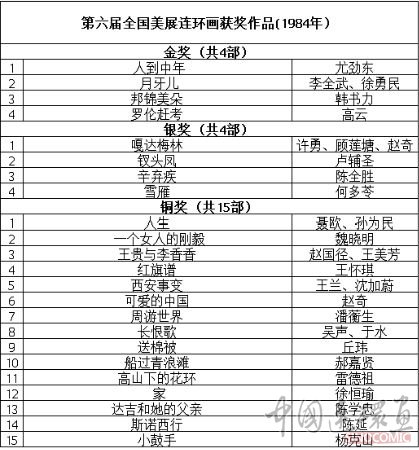 第六届全国美展连环画获奖作品(1984年)
金奖（共4部）
1 人到中年 尤劲东
2 月牙儿 李全武、徐勇民
3 邦锦美朵 韩书力
4 罗伦赶考 高云
银奖（共4部）
1 嘎达梅林 许勇、顾莲塘、赵奇
2 钗头凤 卢辅圣
3 辛弃疾 陈全胜
4 雪雁 何多苓
铜奖（共15部）
1 人生 聂欧、孙为民
2 一个女人的刚毅 魏晓明
3 王贵与李香香 赵国径、王美芳
4 红旗谱 王怀琪
5 西安事变 王兰、沈加蔚
6 可爱的中国 赵奇
7 周游世界 潘蘅生
8 长恨歌 吴声、于水
9 送棉被 丘玮
10 船过青浪滩 郝嘉贤
11 高山下的花环 雷德祖
12 家 徐恒瑜
13 达吉和她的父亲 陈学忠
14 斯诺西行 陈延
15 小鼓手 杨克山
中国连环画